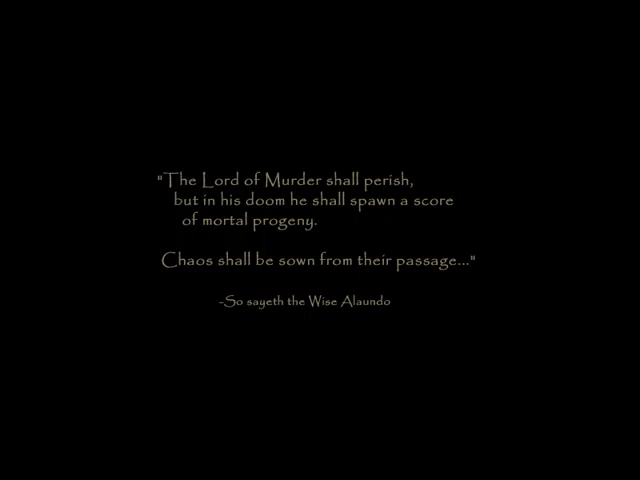 "The Lord of Murder shall perish,
but in his doom he shall spawn a score
of mortal progeny.
Chaos shall be sown from their passage..."
-So sayeth the Wise Alaundo